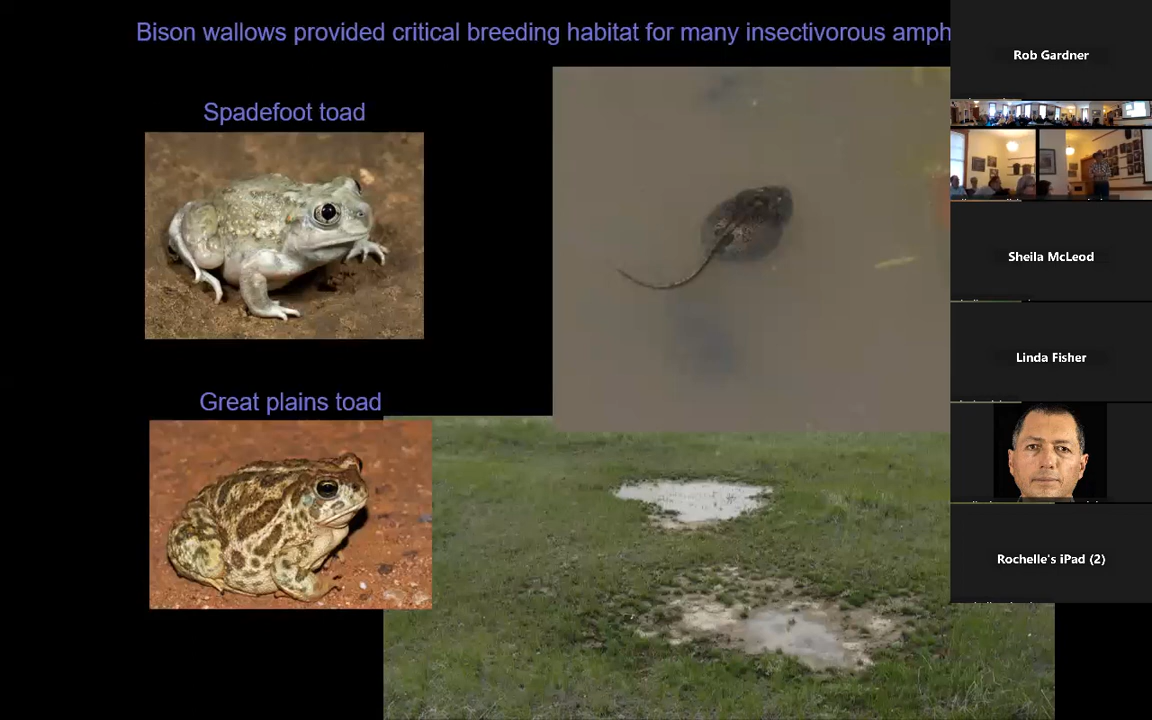 Bison wallows provided critical breeding habitat for many insectivorous amph
Spadefoot toad
Great plains toad
Rob Gardner
Sheila McLeod
Linda Fisher
Rochelle's iPad (2)